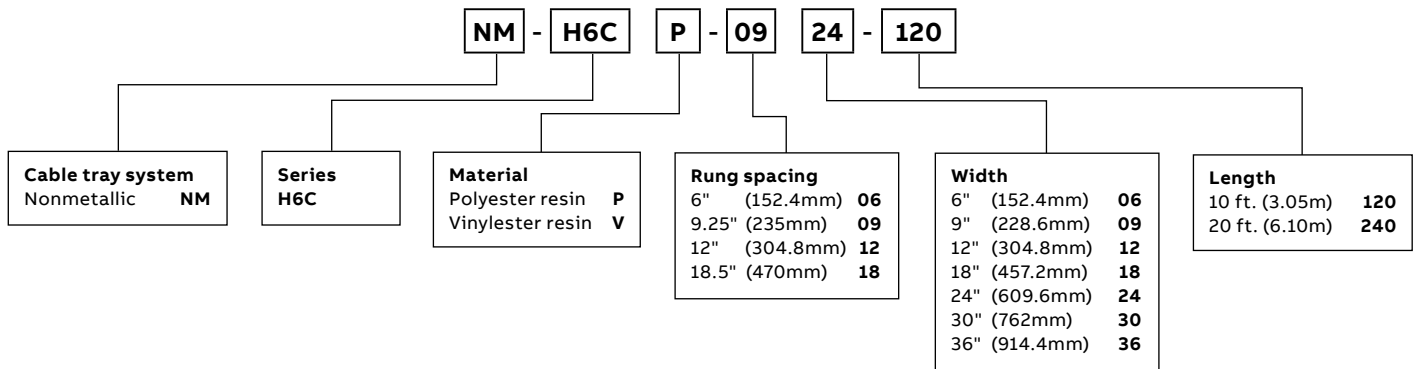 NM - H6C P - 09 24 - 120
Cable tray system
Nonmetallic NM
Series
H6C
Material
Polyester resin P
Vinylester resin V
Rung spacing
6" (152.4mm) 06
9.25" (235mm) 09
12" (304.8mm) 12
18.5" (470mm) 18
Width
6" (152.4mm) 06
9" (228.6mm) 09
12" (304.8mm) 12
18" (457.2mm) 18
24" (609.6mm) 24
30" (762mm) 30
36" (914.4mm) 36
Length
10 ft. (3.05m) 120
20 ft. (6.10m) 240